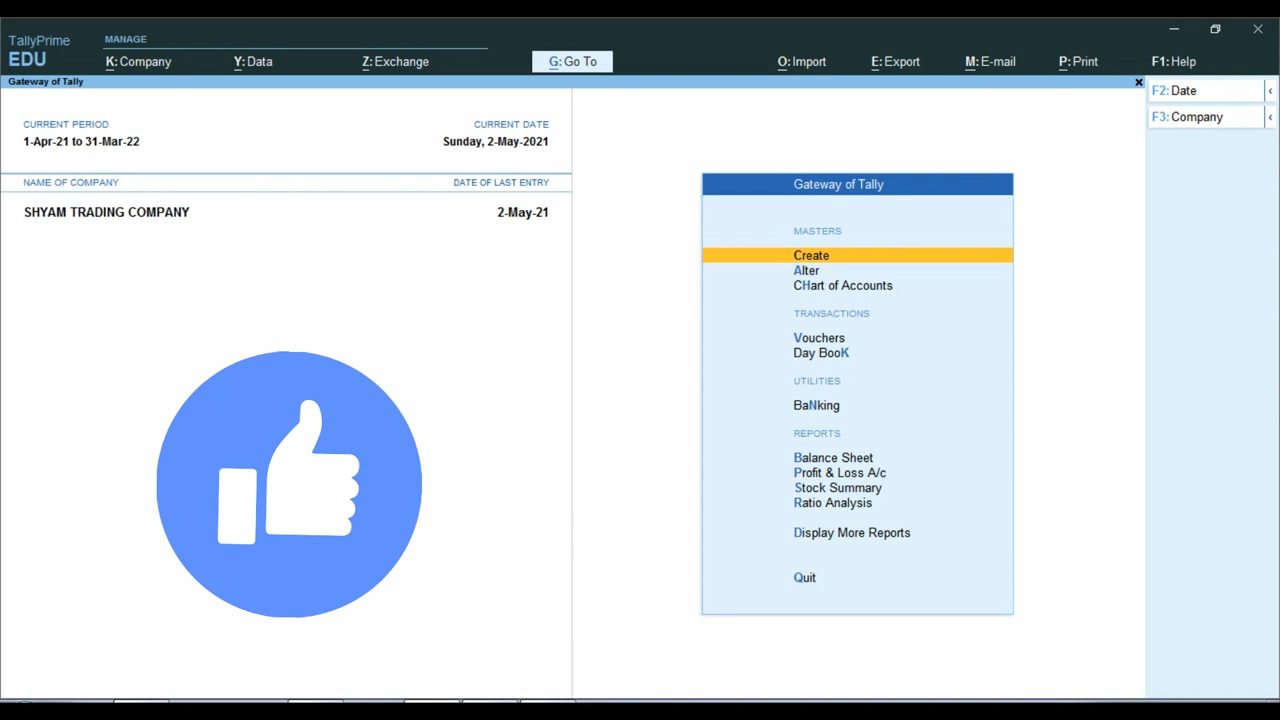 TallyPrime
EDU
MANAGE
K: Company
Y: Data
Z: Exchange
G: Go To
O: Import
E: Export
M: E-mail
P: Print
F1: Help
Gateway of Tally
CURRENT PERIOD
1-Apr-21 to 31-Mar-22
CURRENT DATE
Sunday, 2-May-2021
NAME OF COMPANY
DATE OF LAST ENTRY
SHYAM TRADING COMPANY
2-May-21
Gateway of Tally
MASTERS
Create
Alter
CHart of Accounts
TRANSACTIONS
Vouchers
Day BooK
UTILITIES
BaNking
REPORTS
Balance Sheet
Profit & Loss A/c
Stock Summary
Ratio Analysis
Display More Reports
Quit
F2: Date
F3: Company